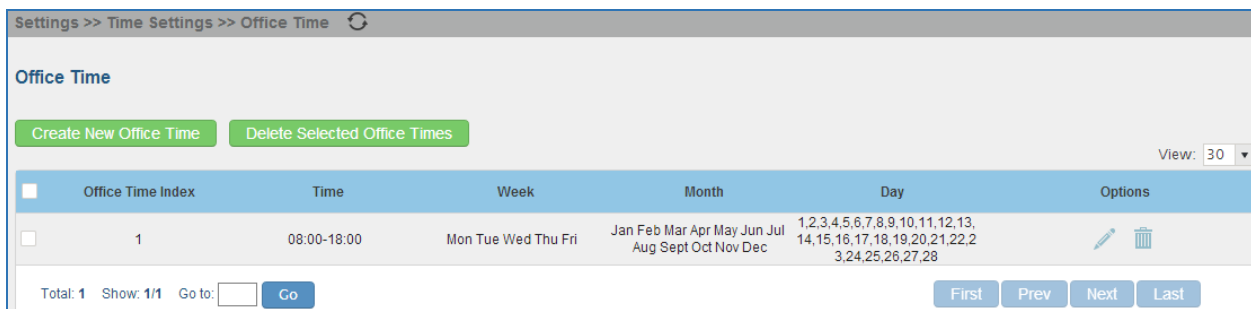 Settings >> Time Settings >> Office Time
Office Time
Create New Office Time Delete Selected Office Times
View: 30
Office Time Index Time Week Month Day Options
1 08:00-18:00 Mon Tue Wed Thu Fri Jan Feb Mar Apr May Jun Jul
Aug Sept Oct Nov Dec
1,2,3,4,5,6,7,8,9,10,11,12,13,
14,15,16,17,18,19,20,21,22,2
3,24,25,26,27,28
Total: 1 Show: 1/1 Go to: Go First Prev Next Last